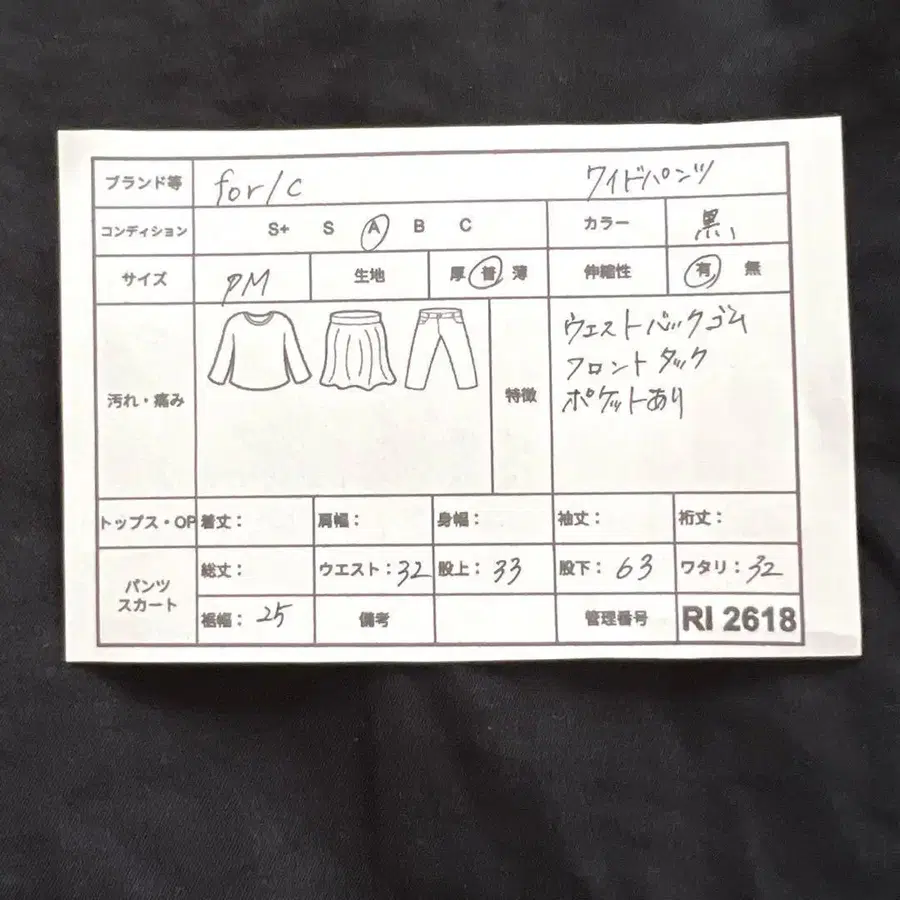 ブランド等 for/c ワイドパンツ
コンディション S+ S A B C カラー 黒、
サイズ PM 生地 厚 普 薄 伸縮性 有 無
汚れ・痛み 特徴
ウエストバックゴム
フロントタック
ポケットあり
トップス・OP 着丈： 肩幅： 身幅： 袖丈： 裄丈：
パンツ
スカート
総丈： ウエスト：32 股上：33 股下：63 ワタリ：32
裾幅：25 備考 管理番号 RI 2618